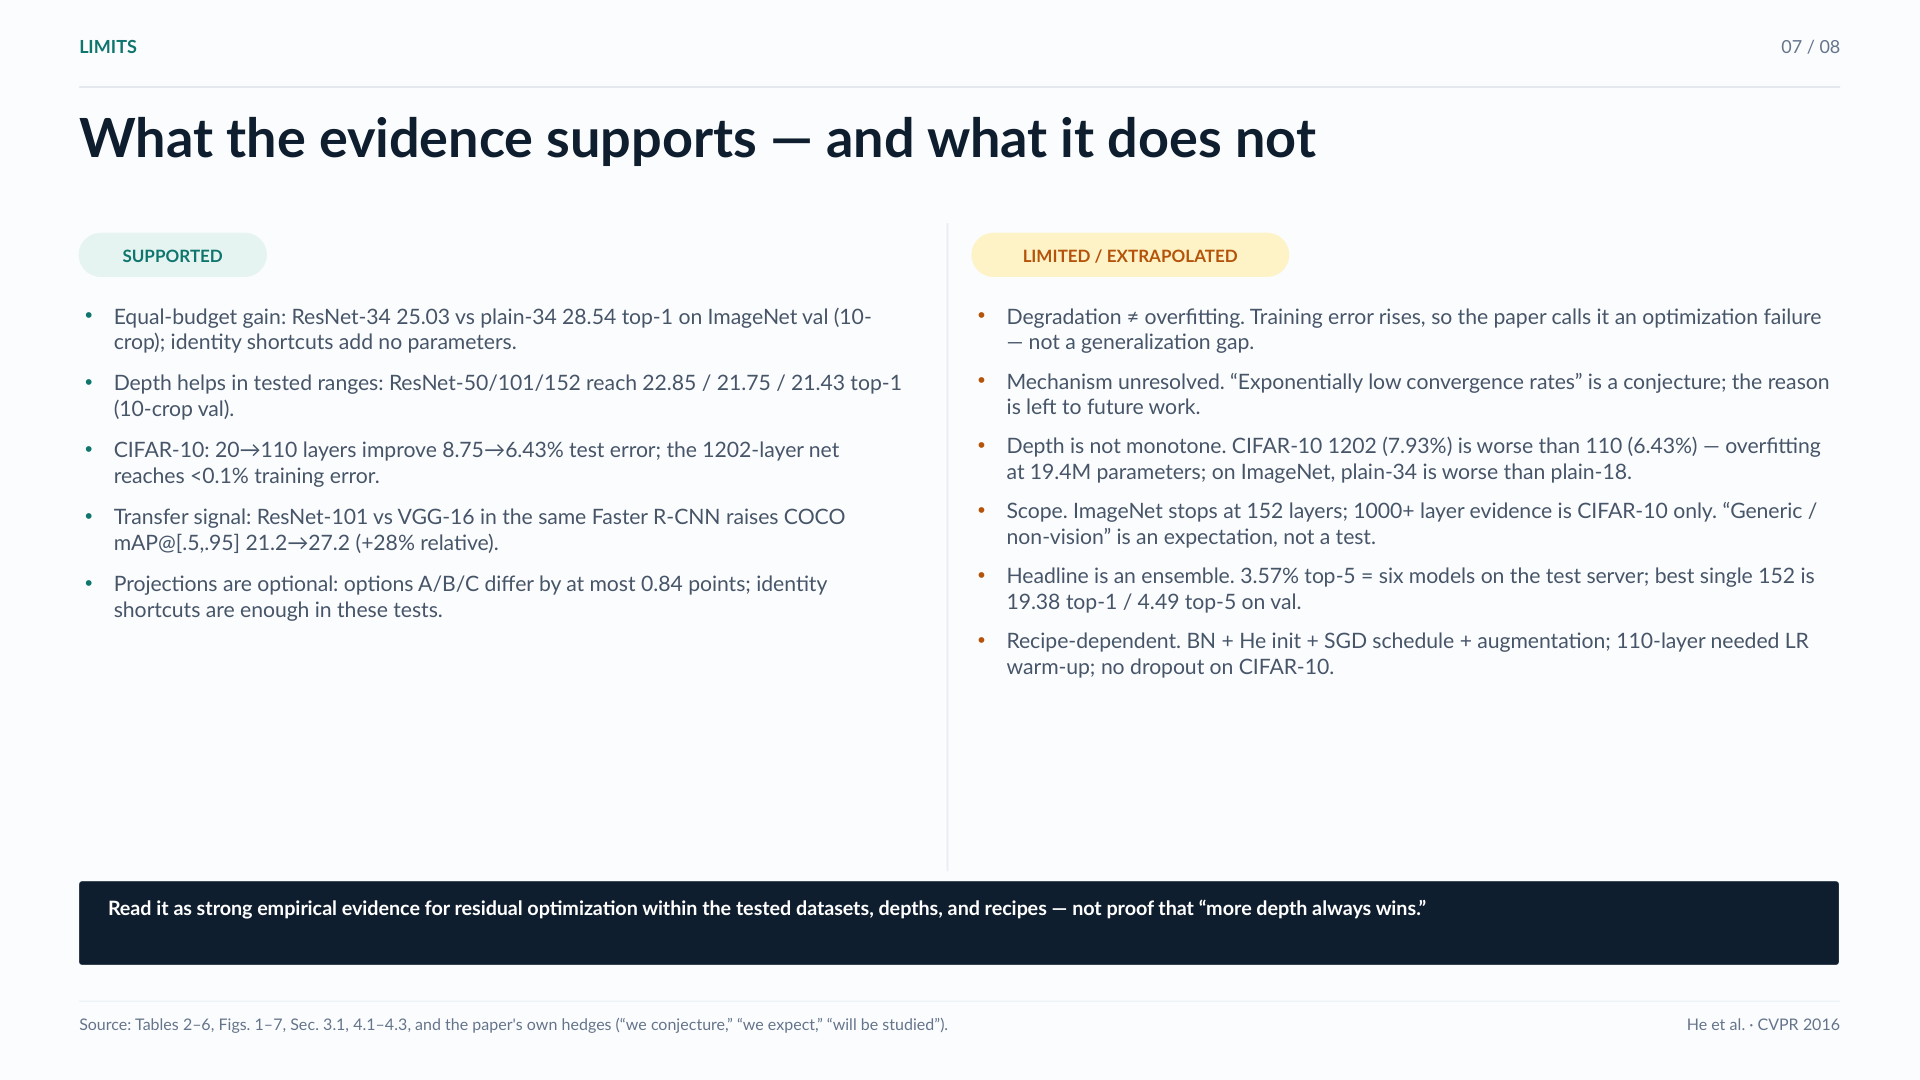 LIMITS
07 / 08
What the evidence supports — and what it does not
SUPPORTED
• Equal-budget gain: ResNet-34 25.03 vs plain-34 28.54 top-1 on ImageNet val (10-
crop); identity shortcuts add no parameters.
• Depth helps in tested ranges: ResNet-50/101/152 reach 22.85 / 21.75 / 21.43 top-1
(10-crop val).
• CIFAR-10: 20→110 layers improve 8.75→6.43% test error; the 1202-layer net
reaches <0.1% training error.
• Transfer signal: ResNet-101 vs VGG-16 in the same Faster R-CNN raises COCO
mAP@[.5,.95] 21.2→27.2 (+28% relative).
• Projections are optional: options A/B/C differ by at most 0.84 points; identity
shortcuts are enough in these tests.
LIMITED / EXTRAPOLATED
• Degradation ≠ overfitting. Training error rises, so the paper calls it an optimization failure
— not a generalization gap.
• Mechanism unresolved. “Exponentially low convergence rates” is a conjecture; the reason
is left to future work.
• Depth is not monotone. CIFAR-10 1202 (7.93%) is worse than 110 (6.43%) — overfitting
at 19.4M parameters; on ImageNet, plain-34 is worse than plain-18.
• Scope. ImageNet stops at 152 layers; 1000+ layer evidence is CIFAR-10 only. “Generic /
non-vision” is an expectation, not a test.
• Headline is an ensemble. 3.57% top-5 = six models on the test server; best single 152 is
19.38 top-1 / 4.49 top-5 on val.
• Recipe-dependent. BN + He init + SGD schedule + augmentation; 110-layer needed LR
warm-up; no dropout on CIFAR-10.
Read it as strong empirical evidence for residual optimization within the tested datasets, depths, and recipes — not proof that “more depth always wins.”
Source: Tables 2–6, Figs. 1–7, Sec. 3.1, 4.1–4.3, and the paper's own hedges (“we conjecture,” “we expect,” “will be studied”).
He et al. · CVPR 2016